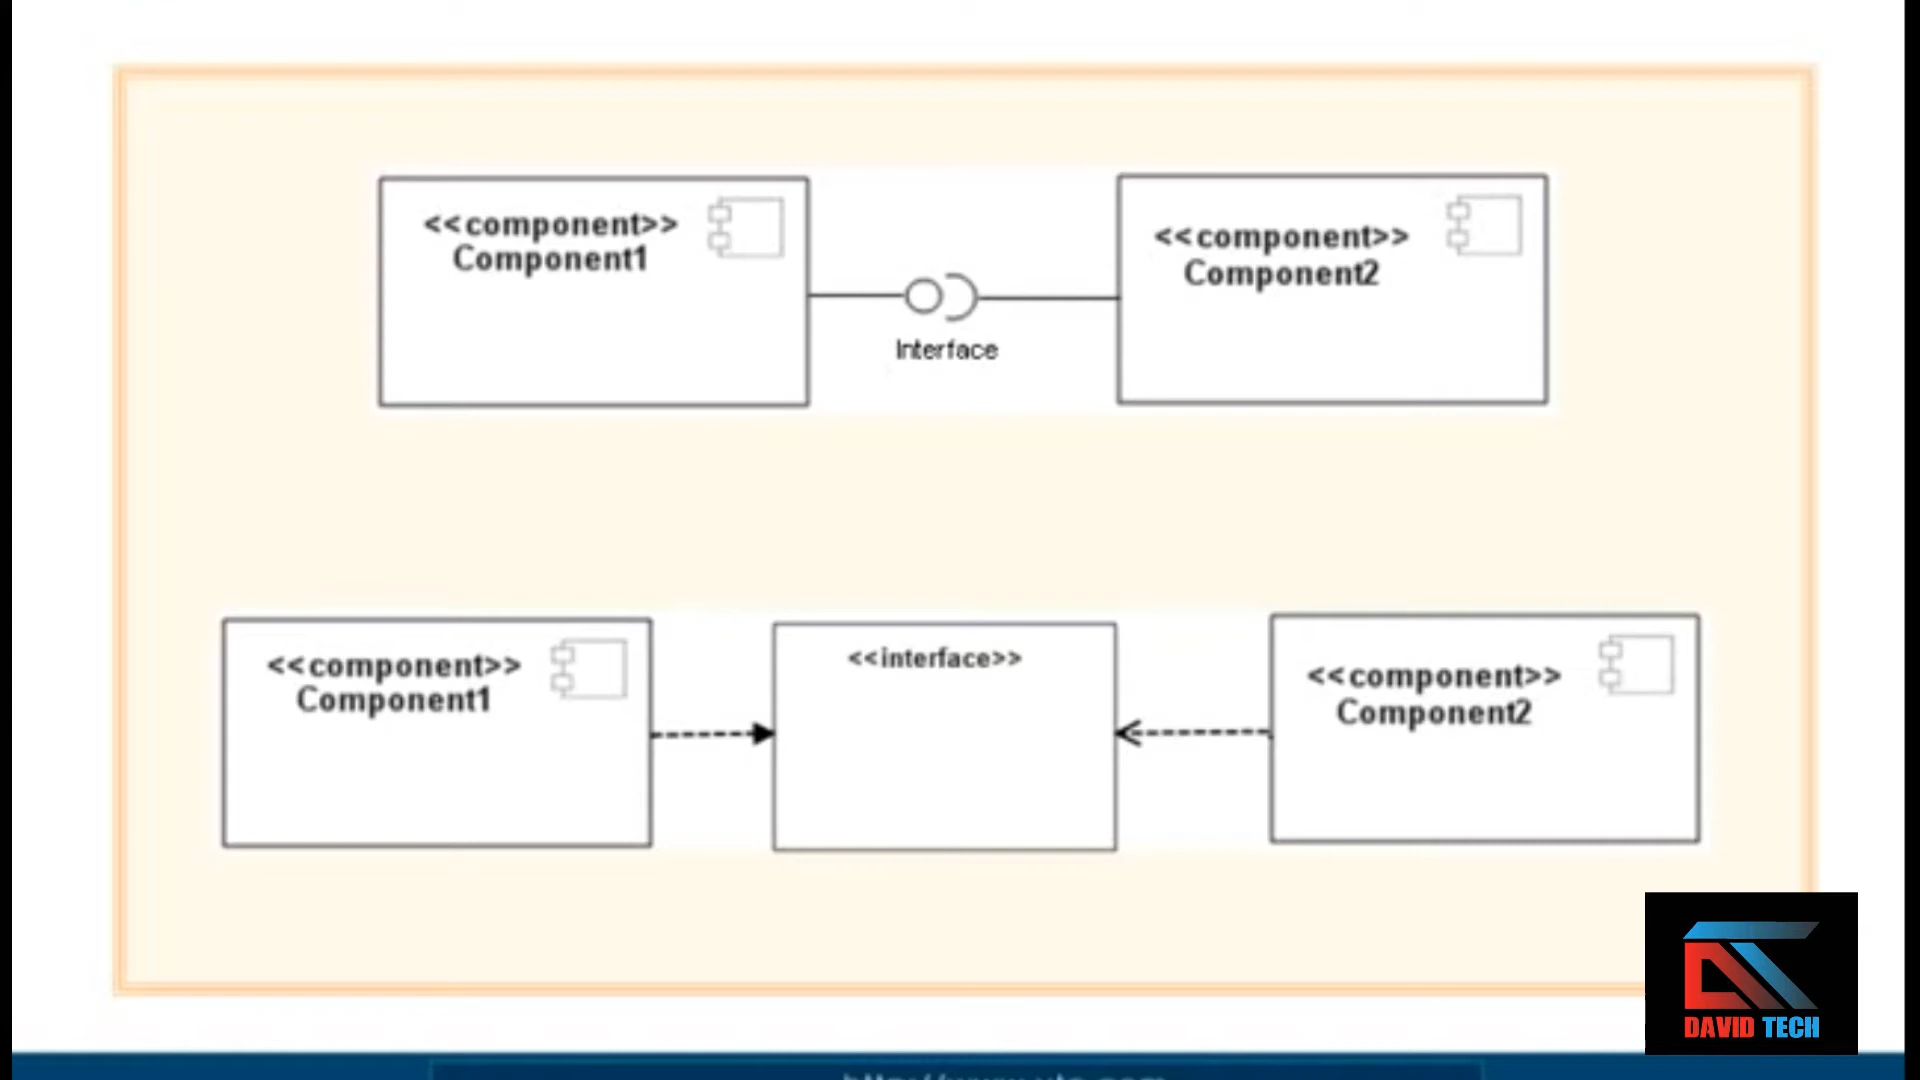 <<component>>
Component1
<<component>>
Component2
Interface
<<component>>
Component1
<<interface>>
<<component>>
Component2
DAVID TECH